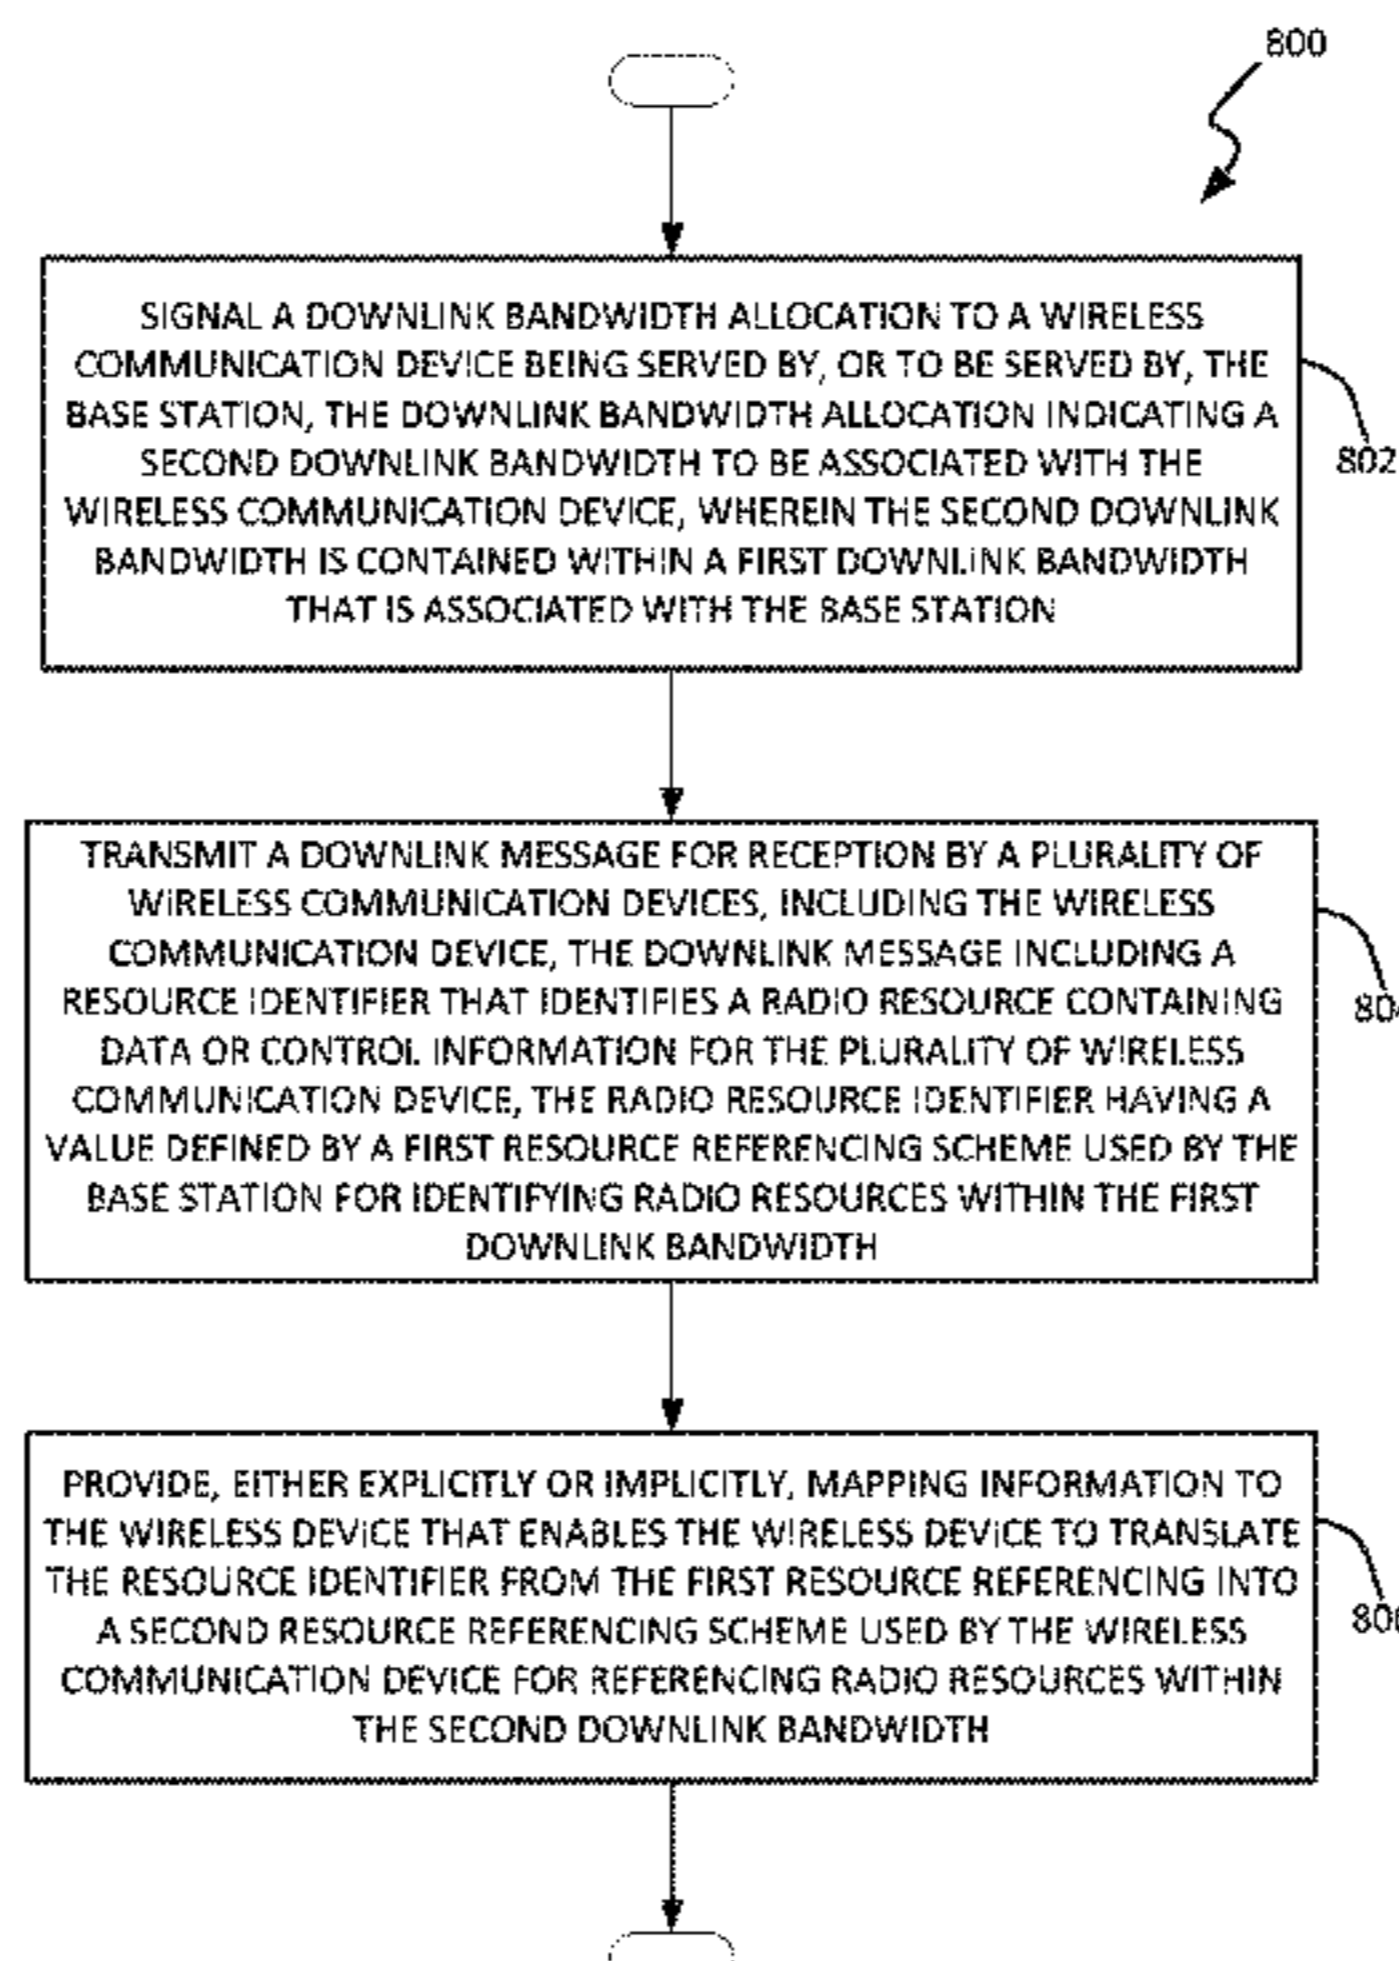 800
SIGNAL A DOWNLINK BANDWIDTH ALLOCATION TO A WIRELESS
COMMUNICATION DEVICE BEING SERVED BY, OR TO BE SERVED BY, THE
BASE STATION, THE DOWNLINK BANDWIDTH ALLOCATION INDICATING A
SECOND DOWNLINK BANDWIDTH TO BE ASSOCIATED WITH THE
WIRELESS COMMUNICATION DEVICE, WHEREIN THE SECOND DOWNLINK
BANDWIDTH IS CONTAINED WITHIN A FIRST DOWNLINK BANDWIDTH
THAT IS ASSOCIATED WITH THE BASE STATION
802
TRANSMIT A DOWNLINK MESSAGE FOR RECEPTION BY A PLURALITY OF
WIRELESS COMMUNICATION DEVICES, INCLUDING THE WIRELESS
COMMUNICATION DEVICE, THE DOWNLINK MESSAGE INCLUDING A
RESOURCE IDENTIFIER THAT IDENTIFIES A RADIO RESOURCE CONTAINING
DATA OR CONTROL INFORMATION FOR THE PLURALITY OF WIRELESS
COMMUNICATION DEVICE, THE RADIO RESOURCE IDENTIFIER HAVING A
VALUE DEFINED BY A FIRST RESOURCE REFERENCING SCHEME USED BY THE
BASE STATION FOR IDENTIFYING RADIO RESOURCES WITHIN THE FIRST
DOWNLINK BANDWIDTH
804
PROVIDE, EITHER EXPLICITLY OR IMPLICITLY, MAPPING INFORMATION TO
THE WIRELESS DEVICE THAT ENABLES THE WIRELESS DEVICE TO TRANSLATE
THE RESOURCE IDENTIFIER FROM THE FIRST RESOURCE REFERENCING INTO
A SECOND RESOURCE REFERENCING SCHEME USED BY THE WIRELESS
COMMUNICATION DEVICE FOR REFERENCING RADIO RESOURCES WITHIN
THE SECOND DOWNLINK BANDWIDTH
806